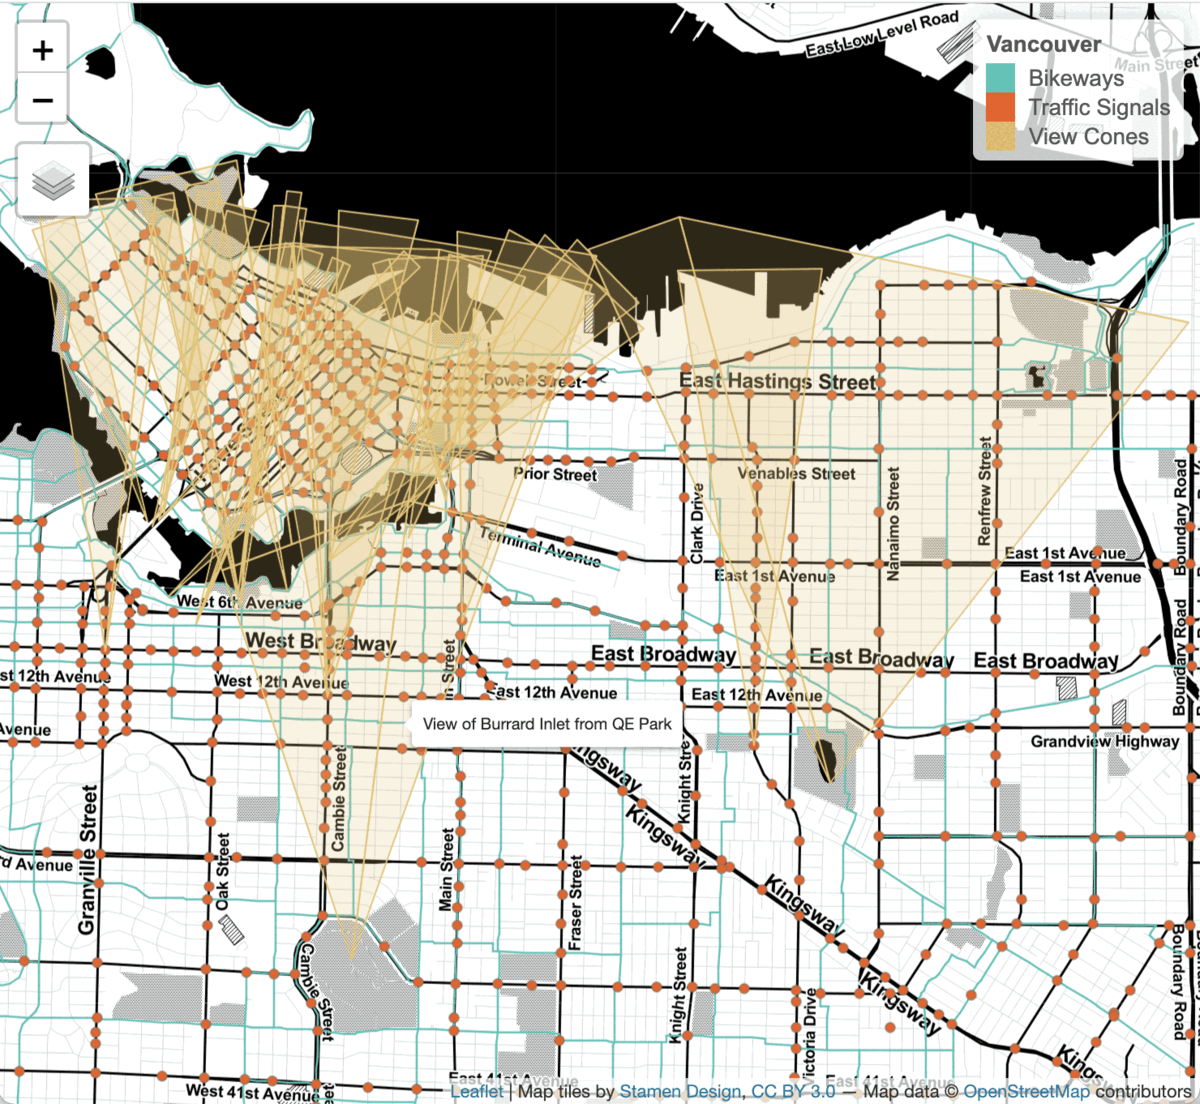 +
−
East Low Level Road
Vancouver
Main Street
Bikeways
Traffic Signals
View Cones
Powell Street
East Hastings Street
Prior Street
Venables Street
Clark Drive
Nanaimo Street
Renfrew Street
Boundary Road
Terminal Avenue
East 1st Avenue
East 1st Avenue
East 1st Avenue
West 6th Avenue
West Broadway
East Broadway
East Broadway
East Broadway
Boundary Road
st 12th Avenue
West 12th Avenue
n Street
East 12th Avenue
East 12th Avenue
Avenue
View of Burrard Inlet from QE Park
Grandview Highway
Kingsway
Knight Street
Cambie Street
Granville Street
Kingsway
rd Avenue
Oak Street
Main Street
Fraser Street
Kingsway
Cambie Street
Knight Street
Kingsway
Boundary Road
Victoria Drive
Kings
West 41st Avenue
East 41st Avenue
East 41st Avenue
Leaflet | Map tiles by Stamen Design, CC BY 3.0 — Map data © OpenStreetMap contributors